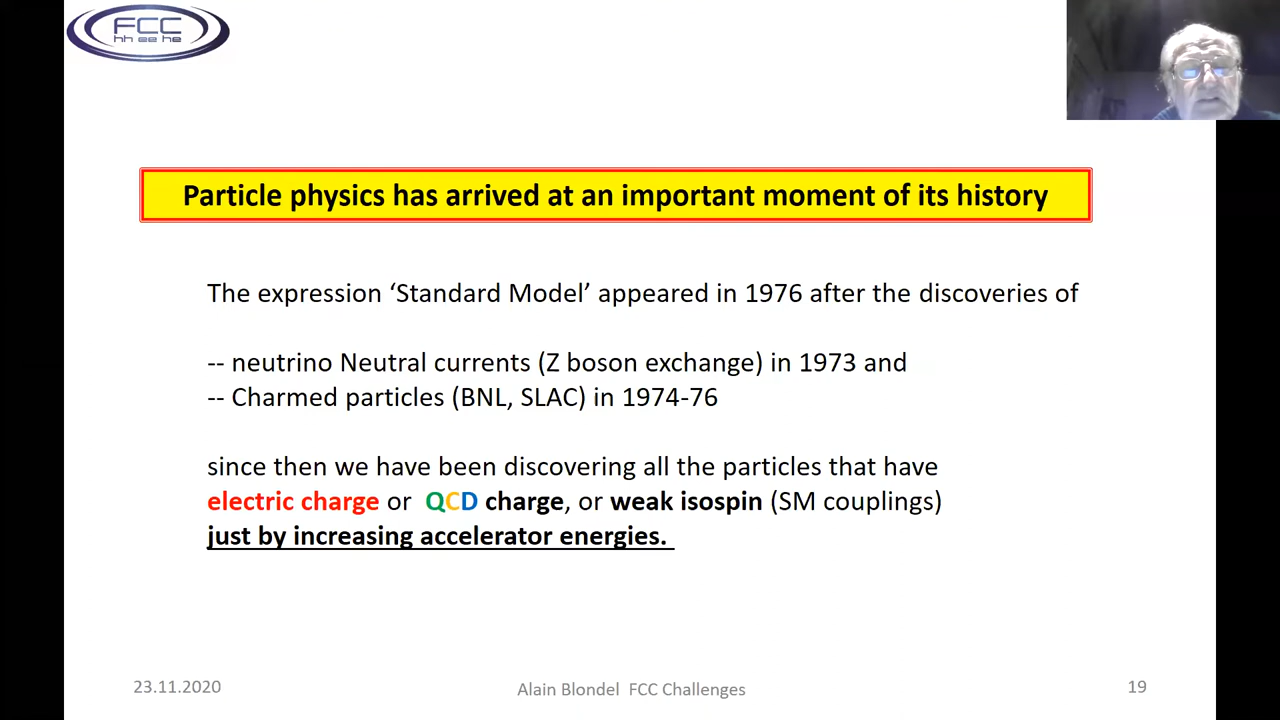 FCC
hh ee he
Particle physics has arrived at an important moment of its history
The expression ‘Standard Model’ appeared in 1976 after the discoveries of
-- neutrino Neutral currents (Z boson exchange) in 1973 and
-- Charmed particles (BNL, SLAC) in 1974-76
since then we have been discovering all the particles that have
electric charge or QCD charge, or weak isospin (SM couplings)
just by increasing accelerator energies.
23.11.2020
Alain Blondel FCC Challenges
19